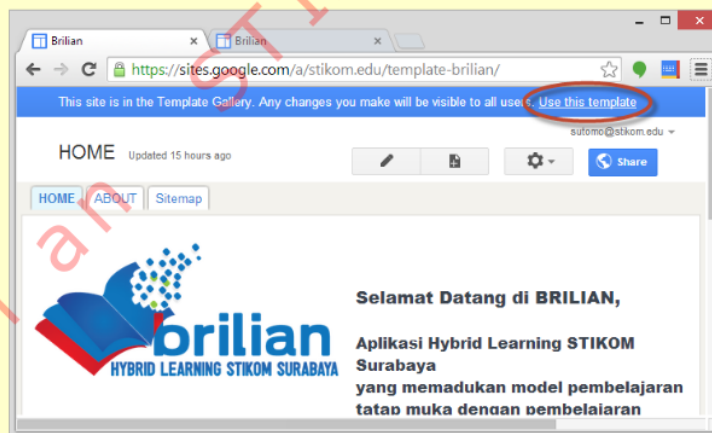 Brilian
Brilian
https://sites.google.com/a/stikom.edu/template-brilian/
This site is in the Template Gallery. Any changes you make will be visible to all users. Use this template
sutomo@stikom.edu
HOME Updated 15 hours ago
Share
HOME ABOUT Sitemap
brilian
HYBRID LEARNING STIKOM SURABAYA
Selamat Datang di BRILIAN,
Aplikasi Hybrid Learning STIKOM
Surabaya
yang memadukan model pembelajaran
tatap muka dengan pembelajaran